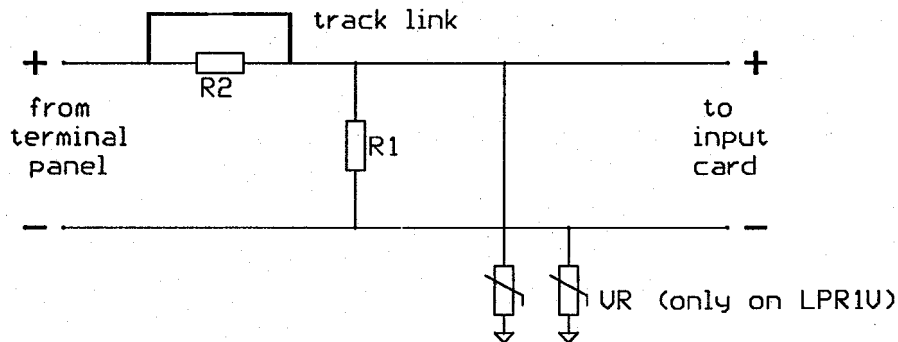 track link
+
+
R2
from
terminal
panel
R1
to
input
card
−
−
VR (only on LPR1V)